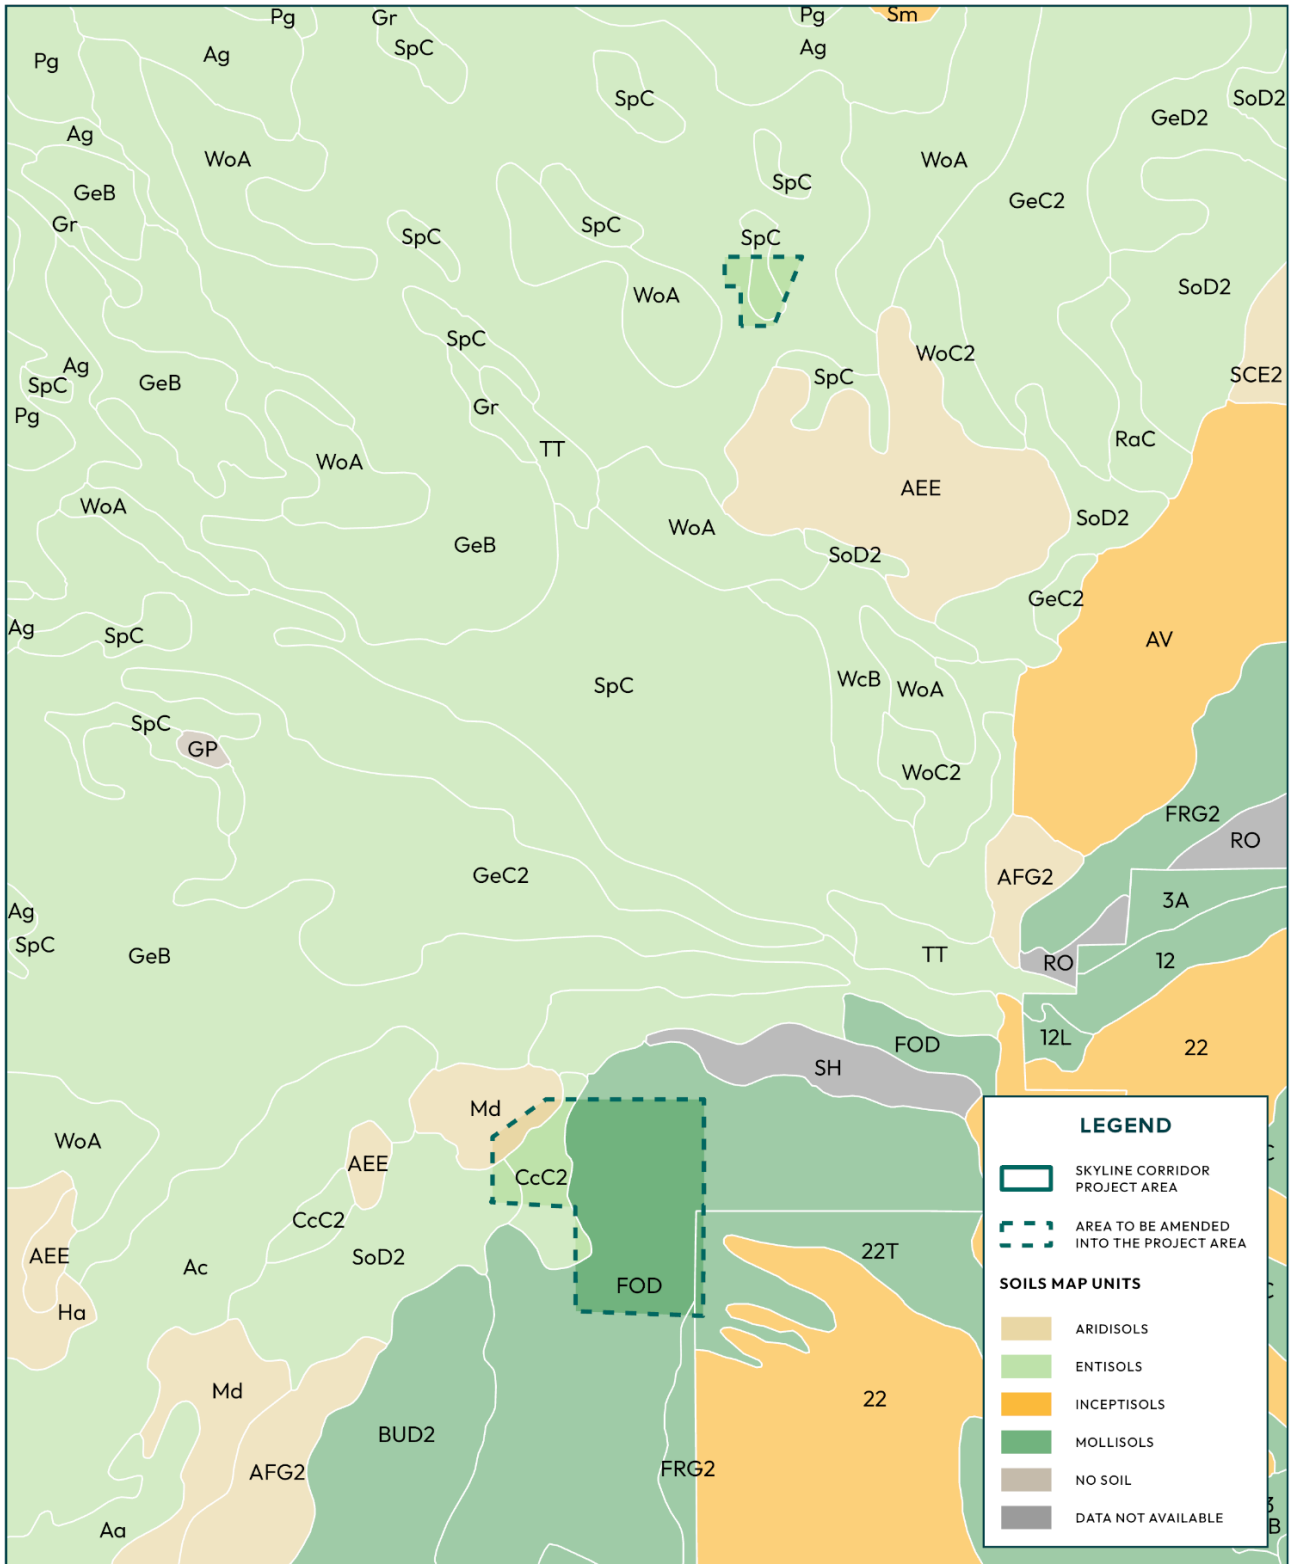 Pg
Gr
Pg
Sm
SpC
Ag
Ag
Pg
SpC
SpC
GeD2
SoD2
Ag
WoA
WoA
GeB
SpC
GeC2
Gr
SpC
SpC
SpC
WoA
SoD2
SpC
WoC2
Ag
SpC
GeB
SpC
SCE2
Pg
Gr
RaC
TT
WoA
AEE
WoA
WoA
SoD2
GeB
SoD2
GeC2
Ag
SpC
AV
SpC
WcB
WoA
SpC
GP
WoC2
FRG2
RO
GeC2
AFG2
3A
Ag
SpC
GeB
TT
RO
12
12L
22
FOD
SH
Md
WoA
AEE
CcC2
CcC2
AEE
SoD2
22T
Ac
FOD
Ha
Md
22
BUD2
AFG2
FRG2
Aa
LEGEND
SKYLINE CORRIDOR
PROJECT AREA
AREA TO BE AMENDED
INTO THE PROJECT AREA
SOILS MAP UNITS
ARIDISOLS
ENTISOLS
INCEPTISOLS
MOLLISOLS
NO SOIL
DATA NOT AVAILABLE
B